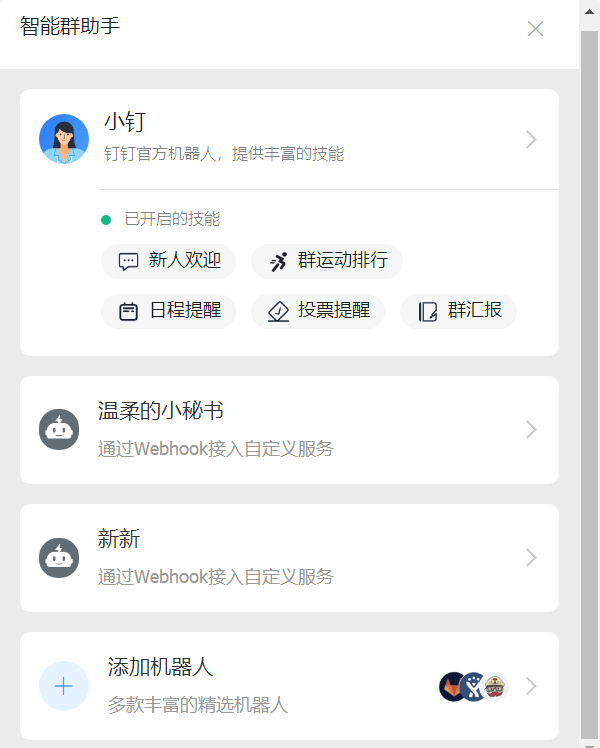 智能群助手
小钉
钉钉官方机器人，提供丰富的技能
已开启的技能
新人欢迎 群运动排行
日程提醒 投票提醒 群汇报
温柔的小秘书
通过Webhook接入自定义服务
新新
通过Webhook接入自定义服务
添加机器人
多款丰富的精选机器人